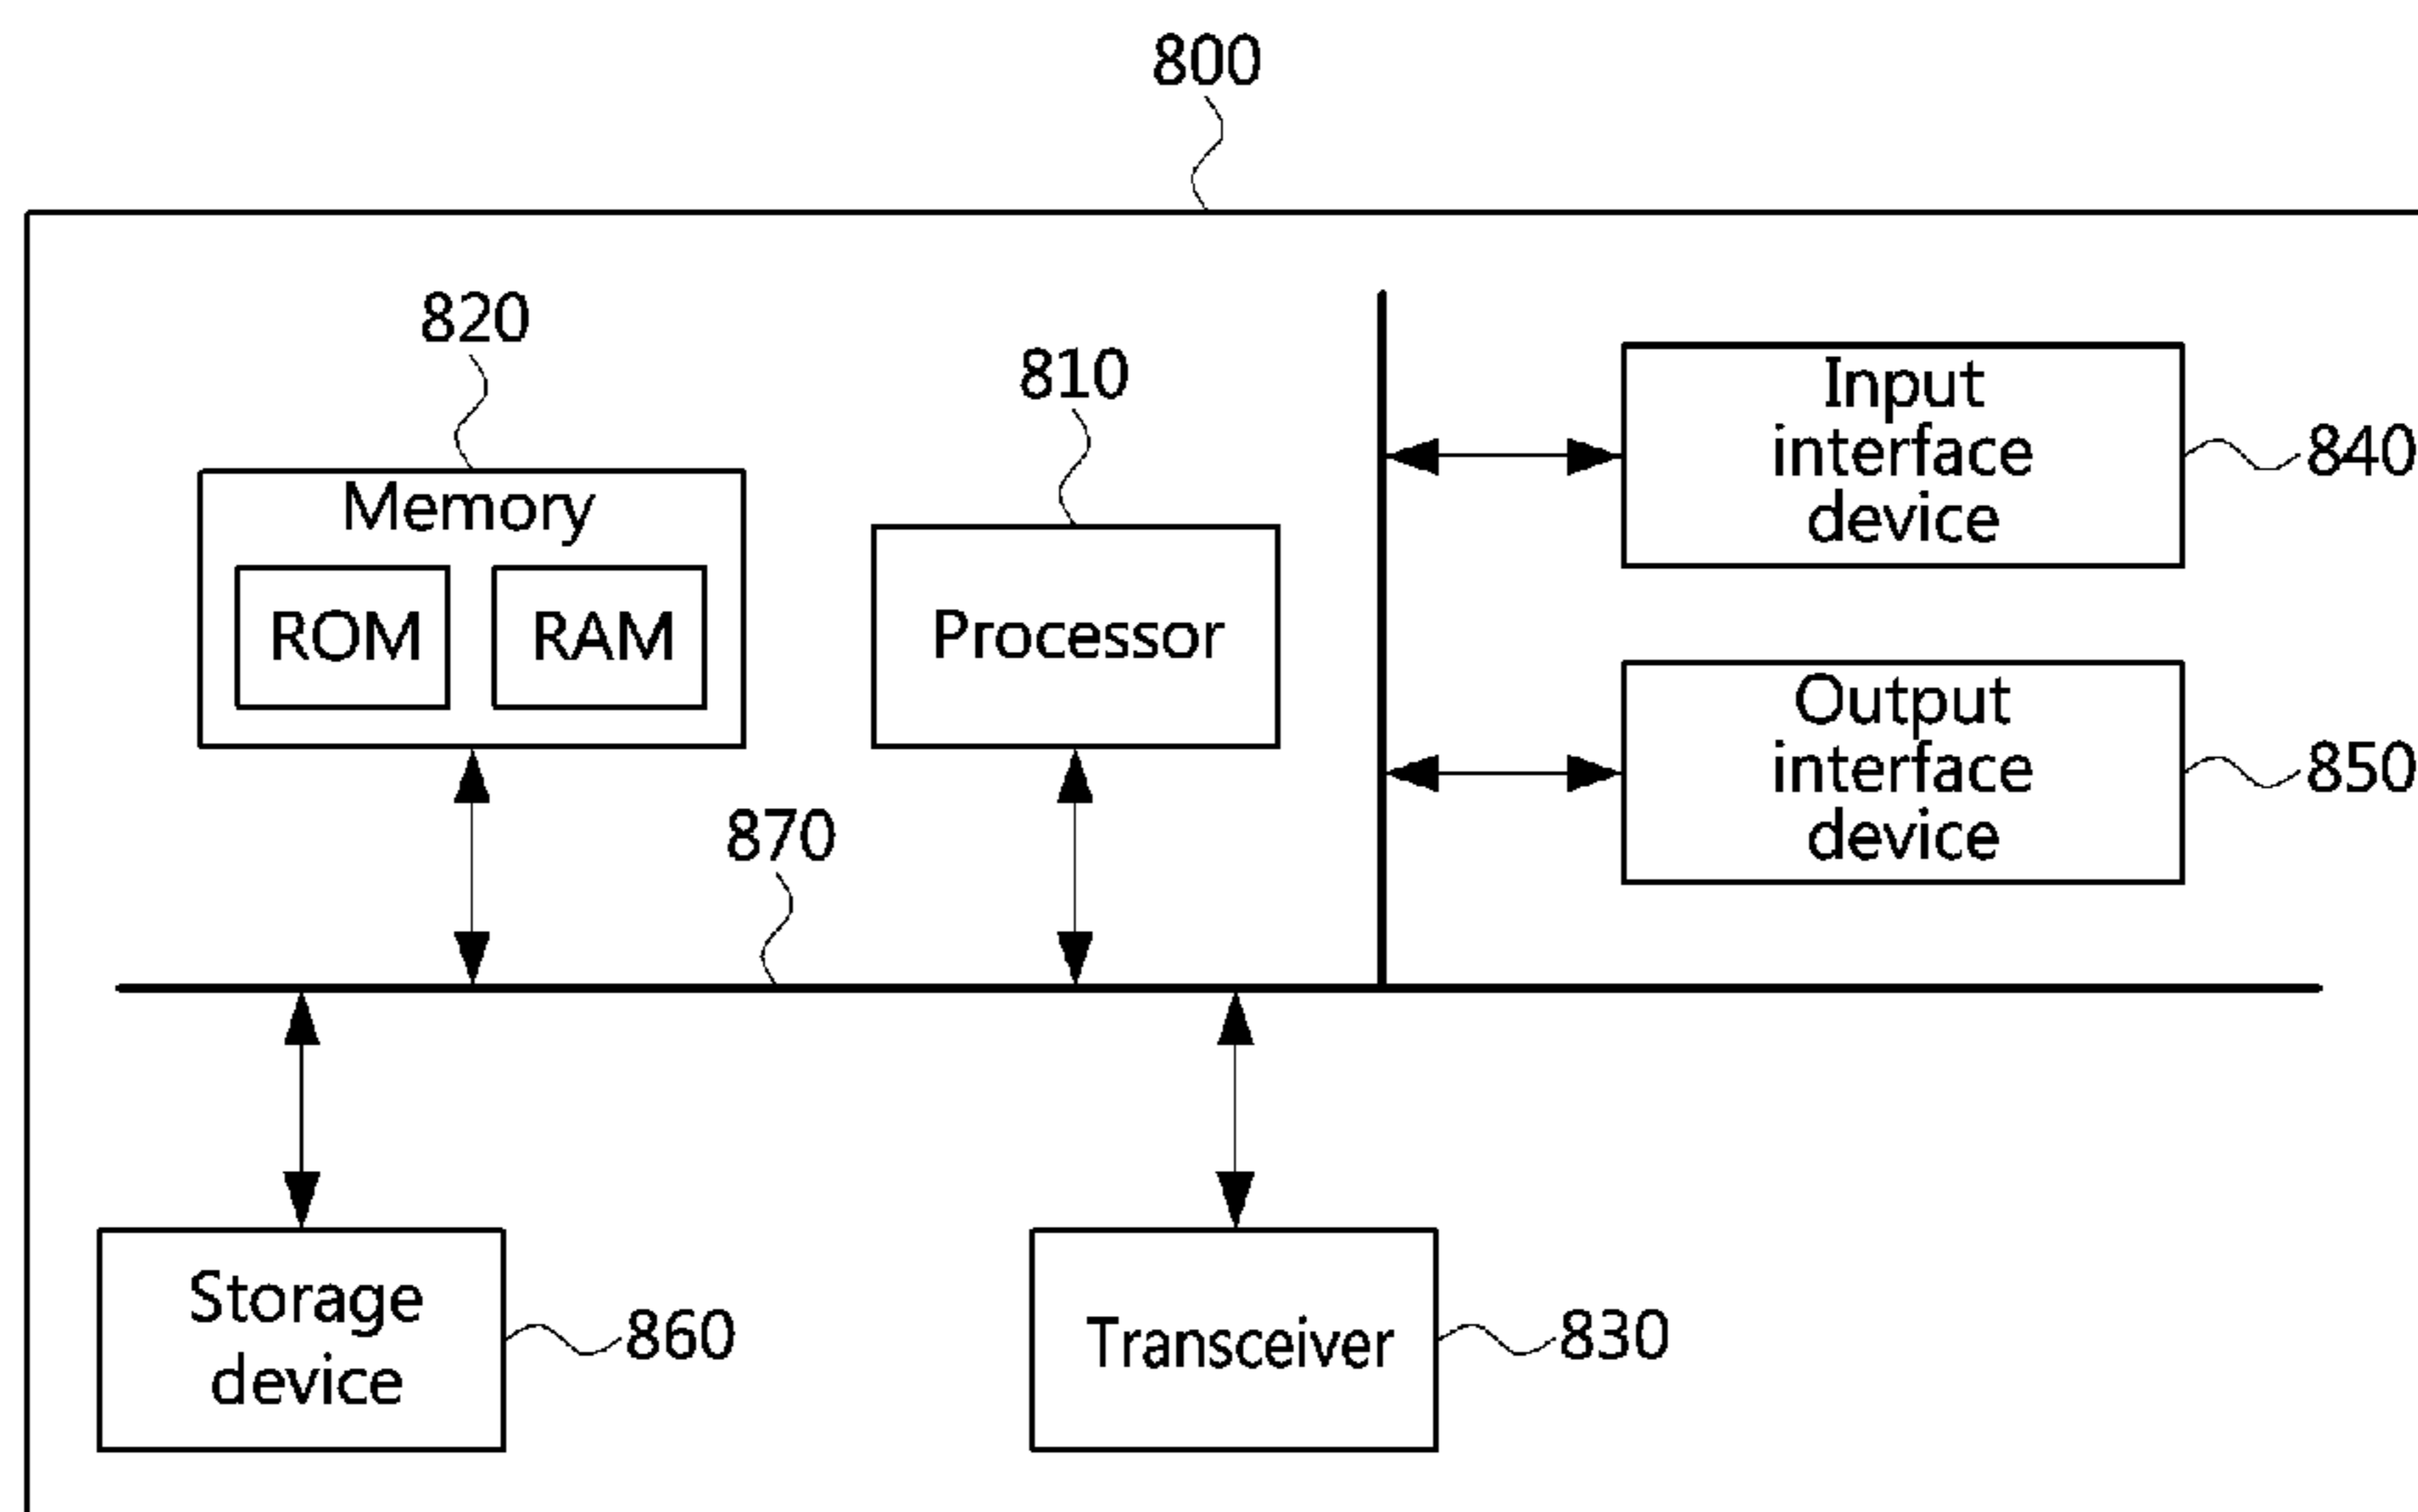 800
820
810
Memory
ROM
RAM
Processor
Input
interface
device
840
Output
interface
device
850
870
Storage
device
860
Transceiver
830